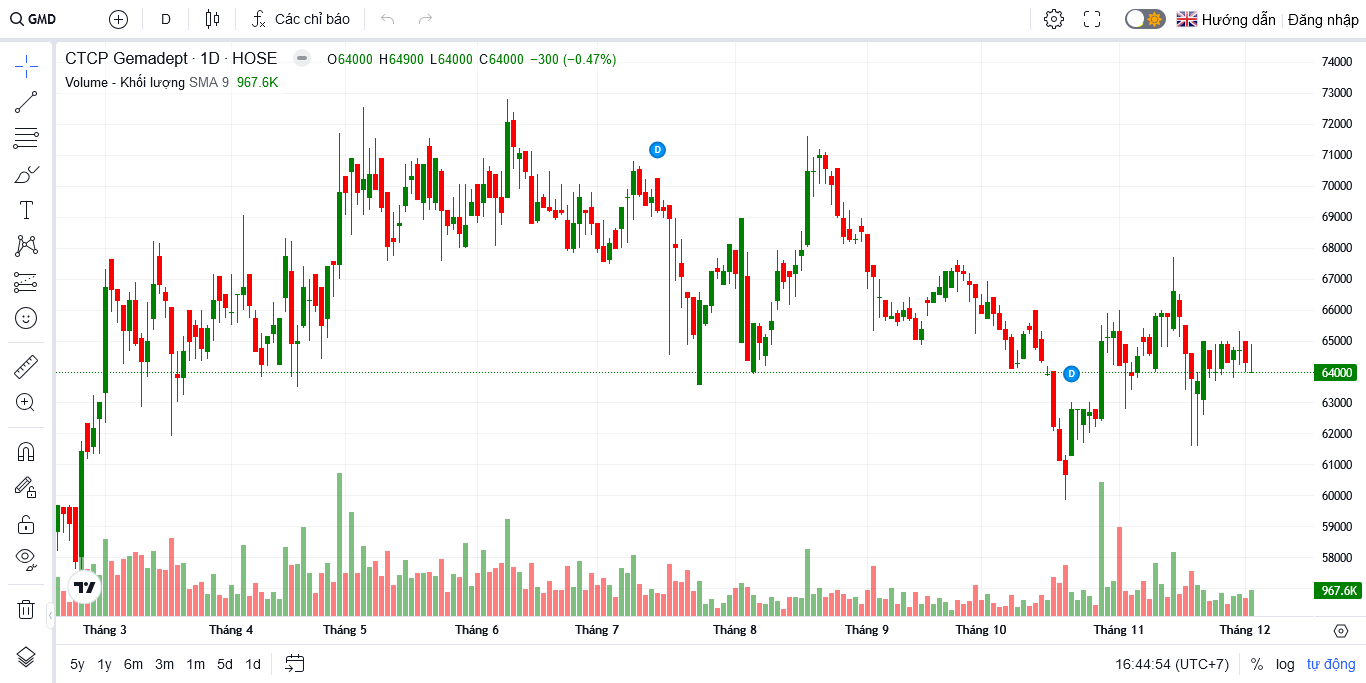 GMD D Các chỉ báo Hướng dẫn Đăng nhập
CTCP Gemadept · 1D · HOSE O64000 H64900 L64000 C64000 −300 (−0.47%)
Volume - Khối lượng SMA 9 967.6K
74000
73000
72000
71000
D
70000
69000
68000
67000
66000
65000
64000
D
63000
62000
61000
60000
59000
58000
967.6K
Tháng 3 Tháng 4 Tháng 5 Tháng 6 Tháng 7 Tháng 8 Tháng 9 Tháng 10 Tháng 11 Tháng 12
5y 1y 6m 3m 1m 5d 1d 16:44:54 (UTC+7) % log tự động